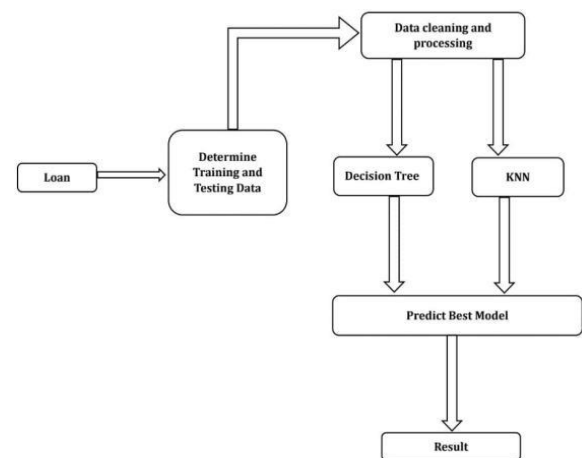 Data cleaning and
processing
Loan
Determine
Training and
Testing Data
Decision Tree
KNN
Predict Best Model
Result